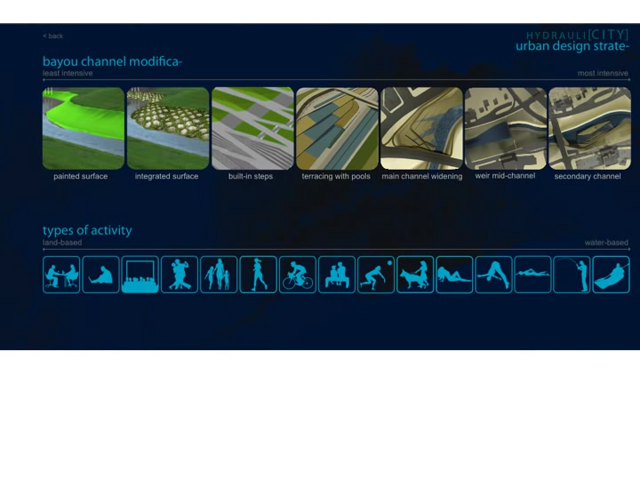 < back
HYDRAULI[CITY]
urban design strate-
bayou channel modifica-
least intensive
most intensive
painted surface
integrated surface
built-in steps
terracing with pools
main channel widening
weir mid-channel
secondary channel
types of activity
land-based
water-based